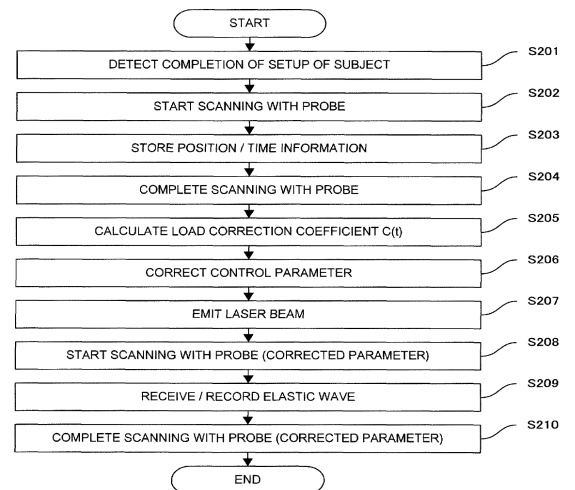 START
DETECT COMPLETION OF SETUP OF SUBJECT S201
START SCANNING WITH PROBE S202
STORE POSITION / TIME INFORMATION S203
COMPLETE SCANNING WITH PROBE S204
CALCULATE LOAD CORRECTION COEFFICIENT C(t) S205
CORRECT CONTROL PARAMETER S206
EMIT LASER BEAM S207
START SCANNING WITH PROBE (CORRECTED PARAMETER) S208
RECEIVE / RECORD ELASTIC WAVE S209
COMPLETE SCANNING WITH PROBE (CORRECTED PARAMETER) S210
END